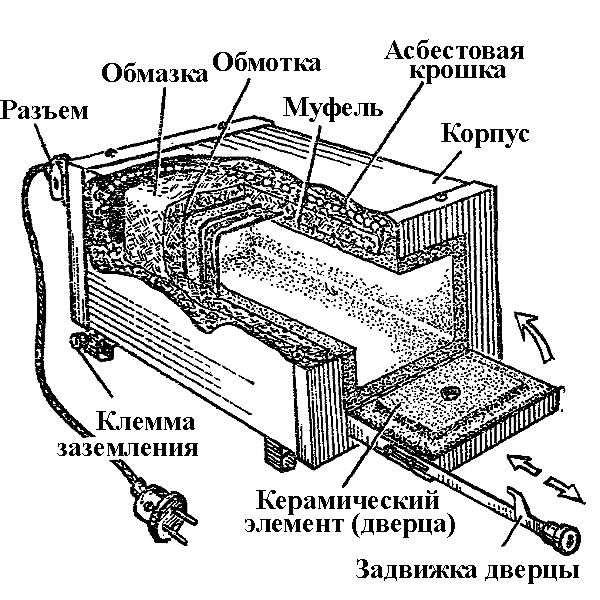 Асбестовая
крошка
Обмазка
Обмотка
Муфель
Разъем
Корпус
Клемма
заземления
Керамический
элемент (дверца)
Задвижка дверцы